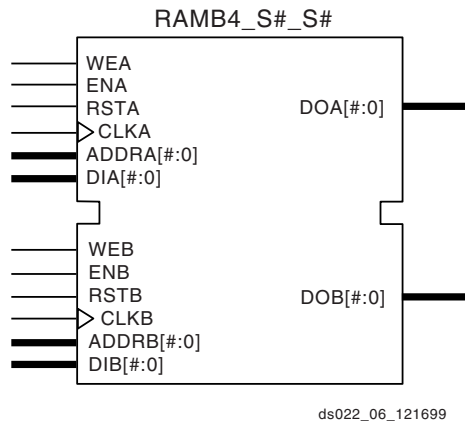 RAMB4_S#_S#
WEA
ENA
RSTA
CLKA
ADDRA[#:0]
DIA[#:0]
DOA[#:0]
WEB
ENB
RSTB
CLKB
ADDRB[#:0]
DIB[#:0]
DOB[#:0]
ds022_06_121699